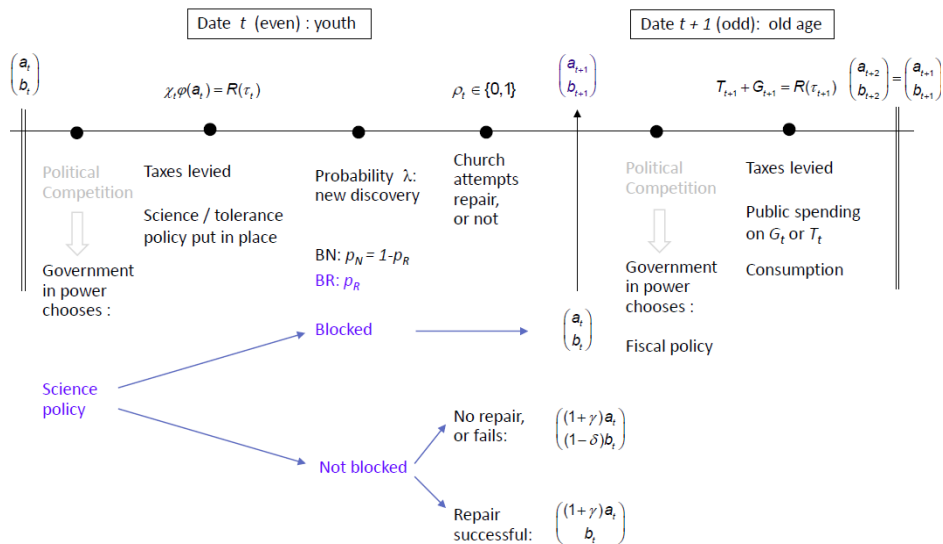 Date t (even) : youth
Date t + 1 (odd): old age
(a_t
b_t)
χ_tφ(a_t) = R(τ_t)
ρ_t ∈ {0,1}
(a_{t+1}
b_{t+1})
T_{t+1} + G_{t+1} = R(τ_{t+1})
(a_{t+2}
b_{t+2}) = (a_{t+1}
b_{t+1})
Political
Competition
Government
in power
chooses :
Taxes levied
Science / tolerance
policy put in place
Probability λ:
new discovery
BN: p_N = 1-p_R
BR: p_R
Church
attempts
repair,
or not
Political
Competition
Government
in power
chooses :
Fiscal policy
Taxes levied
Public spending
on G_t or T_t
Consumption
Science
policy
Blocked
(a_t
b_t)
Not blocked
No repair,
or fails:
((1+ γ)a_t
(1− δ)b_t)
Repair
successful:
((1+ γ)a_t
b_t)